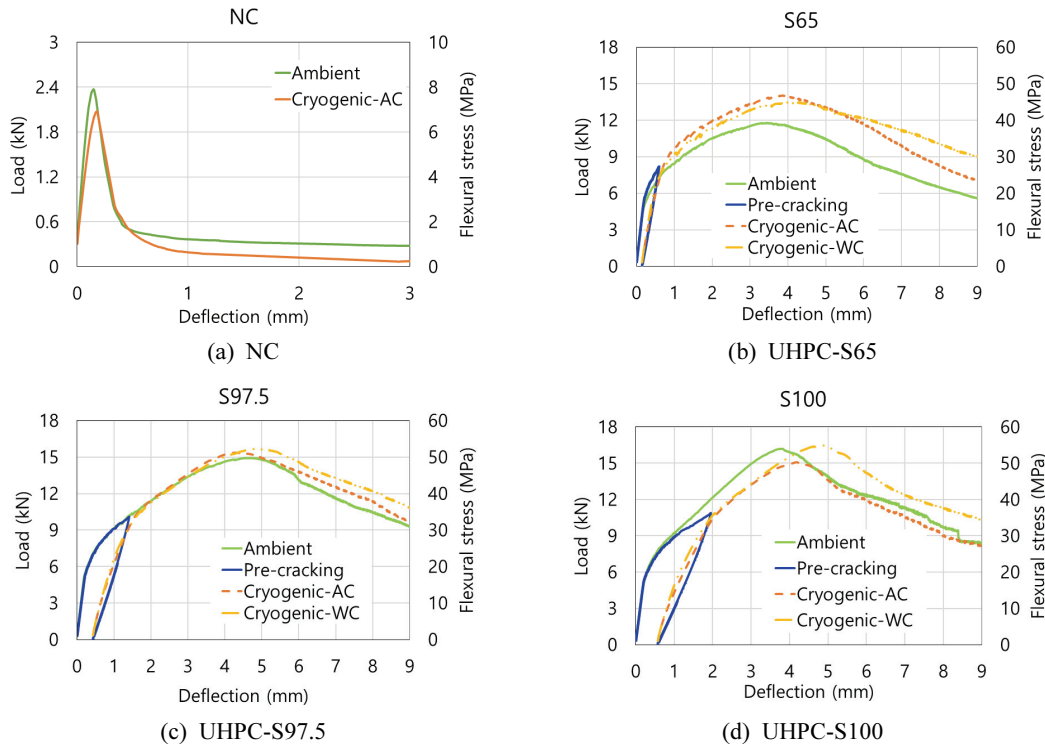 NC
Load (kN)
3
2.4
1.8
1.2
0.6
0
Ambient
Cryogenic-AC
10
8
6
4
2
0
Flexural stress (MPa)
0 1 2 3
Deflection (mm)
(a) NC
S65
Load (kN)
18
15
12
9
6
3
0
Ambient
Pre-cracking
Cryogenic-AC
Cryogenic-WC
60
50
40
30
20
10
0
Flexural stress (MPa)
0 1 2 3 4 5 6 7 8 9
Deflection (mm)
(b) UHPC-S65
S97.5
Load (kN)
18
15
12
9
6
3
0
Ambient
Pre-cracking
Cryogenic-AC
Cryogenic-WC
60
50
40
30
20
10
0
Flexural stress (MPa)
0 1 2 3 4 5 6 7 8 9
Deflection (mm)
(c) UHPC-S97.5
S100
Load (kN)
18
15
12
9
6
3
0
Ambient
Pre-cracking
Cryogenic-AC
Cryogenic-WC
60
50
40
30
20
10
0
Flexural stress (MPa)
0 1 2 3 4 5 6 7 8 9
Deflection (mm)
(d) UHPC-S100